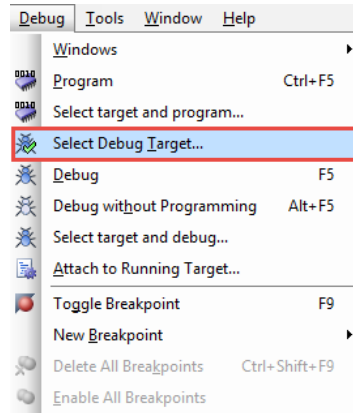 Debug Tools Window Help
Windows
Program Ctrl+F5
Select target and program...
Select Debug Target...
Debug F5
Debug without Programming Alt+F5
Select target and debug...
Attach to Running Target...
Toggle Breakpoint F9
New Breakpoint
Delete All Breakpoints Ctrl+Shift+F9
Enable All Breakpoints